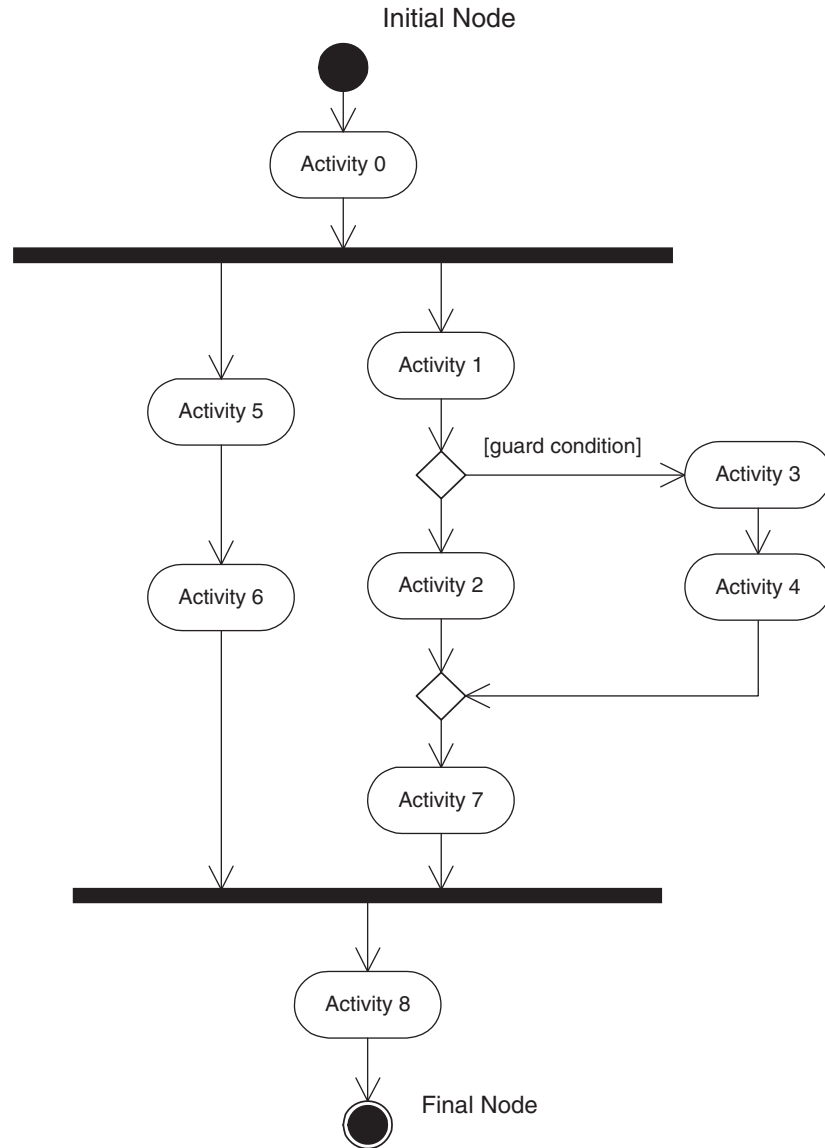 Initial Node
Activity 0
Activity 1
Activity 5
[guard condition]
Activity 3
Activity 2
Activity 4
Activity 6
Activity 7
Activity 8
Final Node